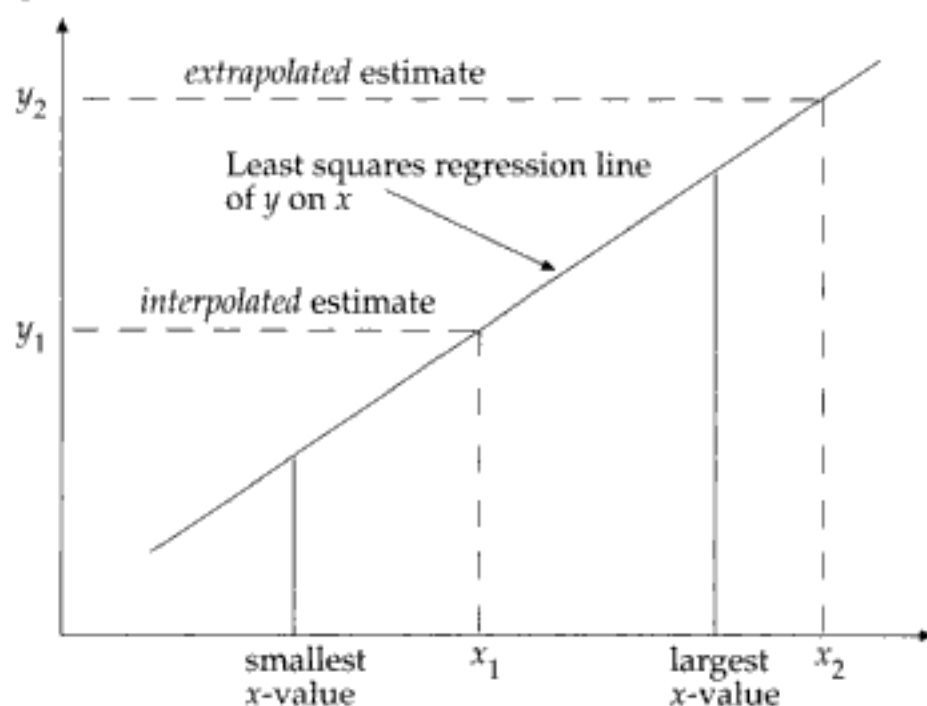 extrapolated estimate
y2
Least squares regression line
of y on x
interpolated estimate
y1
smallest
x-value
x1
largest
x-value
x2